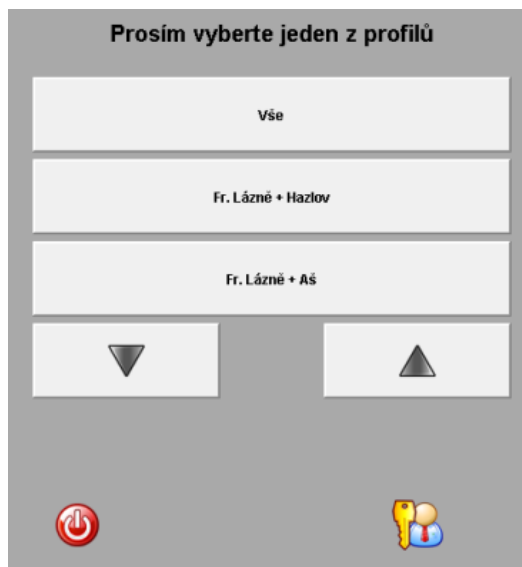 Prosím vyberte jeden z profilů
Vše
Fr. Lázně + Hazlov
Fr. Lázně + Aš